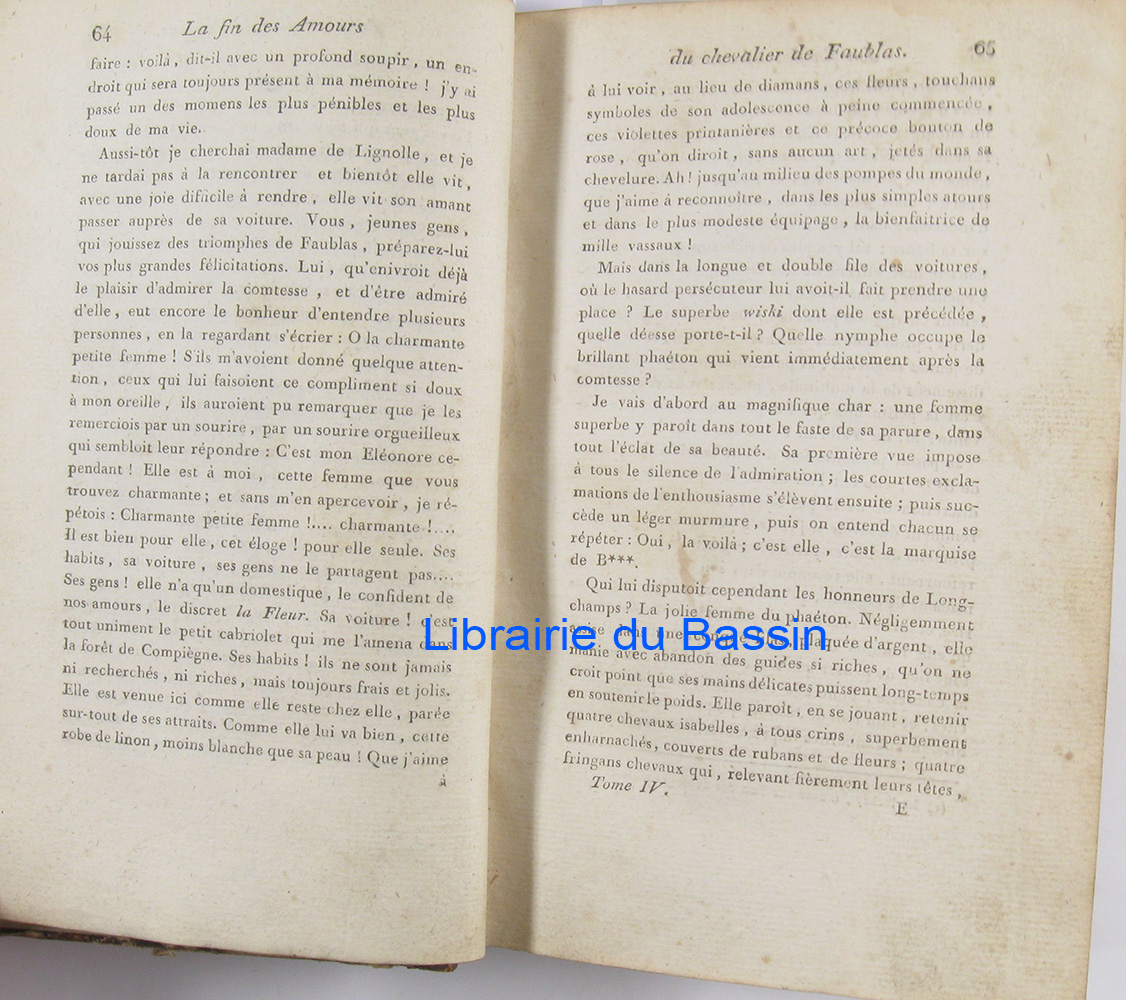 64 La fin des Amours
faire : voilà, dit-il avec un profond soupir, un en-
droit qui sera toujours présent à ma mémoire ! j'y ai
passé un des momens les plus pénibles et les plus
doux de ma vie.
Aussi-tôt je cherchai madame de Lignolle, et je
ne tardai pas à la rencontrer et bientôt elle vit,
avec une joie difficile à rendre, elle vit son amant
passer auprès de sa voiture. Vous, jeunes gens,
qui jouissez des triomphes de Faublas, préparez-lui
vos plus grandes félicitations. Lui, qu'enivroit déjà
le plaisir d'admirer la comtesse, et d'être admiré
d'elle, eut encore le bonheur d'entendre plusieurs
personnes, en la regardant s'écrier : O la charmante
petite femme ! S'ils m'avoient donné quelque atten-
tion, ceux qui lui faisoient ce compliment si doux
à mon oreille, ils auroient pu remarquer que je les
remerciois par un sourire, par un sourire orgueilleux
qui sembloit leur répondre : C'est mon Eléonore ce-
pendant ! Elle est à moi, cette femme que vous
trouvez charmante ; et sans m'en apercevoir, je ré-
pétois : Charmante petite femme !.... charmante !....
Il est bien pour elle, cet éloge ! pour elle seule. Ses
habits, sa voiture, ses gens ne le partagent pas....
Ses gens ! elle n'a qu'un domestique, le confident de
nos amours, le discret la Fleur. Sa voiture ! c'est
tout uniment le petit cabriolet qui me l'amena dans
la forêt de Compiègne. Ses habits ! ils ne sont jamais
ni recherchés, ni riches, mais toujours frais et jolis.
Elle est venue ici comme elle reste chez elle, parée
sur-tout de ses attraits. Comme elle lui va bien, cette
robe de linon, moins blanche que sa peau ! Que j'aime
à
du chevalier de Faublas. 65
à lui voir, au lieu de diamans, ces fleurs, touchans
symboles de son adolescence à peine commencée,
ces violettes printanières et ce précoce bouton de
rose, qu'on diroit, sans aucun art, jetés dans sa
chevelure. Ah ! jusqu'au milieu des pompes du monde,
que j'aime à reconnoître, dans les plus simples atours
et dans le plus modeste équipage, la bienfaitrice de
mille vassaux !
Mais dans la longue et double file des voitures,
où le hasard persécuteur lui avoit-il fait prendre une
place ? Le superbe wiski dont elle est précédée,
quelle déesse porte-t-il ? Quelle nymphe occupe le
brillant phaéton qui vient immédiatement après la
comtesse ?
Je vais d'abord au magnifique char : une femme
superbe y paroît dans tout le faste de sa parure, dans
tout l'éclat de sa beauté. Sa première vue impose
à tous le silence de l'admiration ; les courtes excla-
mations de l'enthousiasme s'élèvent ensuite ; puis suc-
cède un léger murmure, puis on entend chacun se
répéter : Oui, la voilà ; c'est elle, c'est la marquise
de B***.
Qui lui disputoit cependant les honneurs de Long-
champs ? La jolie femme du phaéton. Négligemment
assise dans une conque plaquée d'argent, elle
manie avec abandon des guides si riches, qu'on ne
croit point que ses mains délicates puissent long-temps
en soutenir le poids. Elle paroît, en se jouant, retenir
quatre chevaux isabelles, à tous crins, superbement
enharnachés, couverts de rubans et de fleurs ; quatre
fringans chevaux qui, relevant fièrement leurs têtes,
Tome IV.
E
Librairie du Bassin